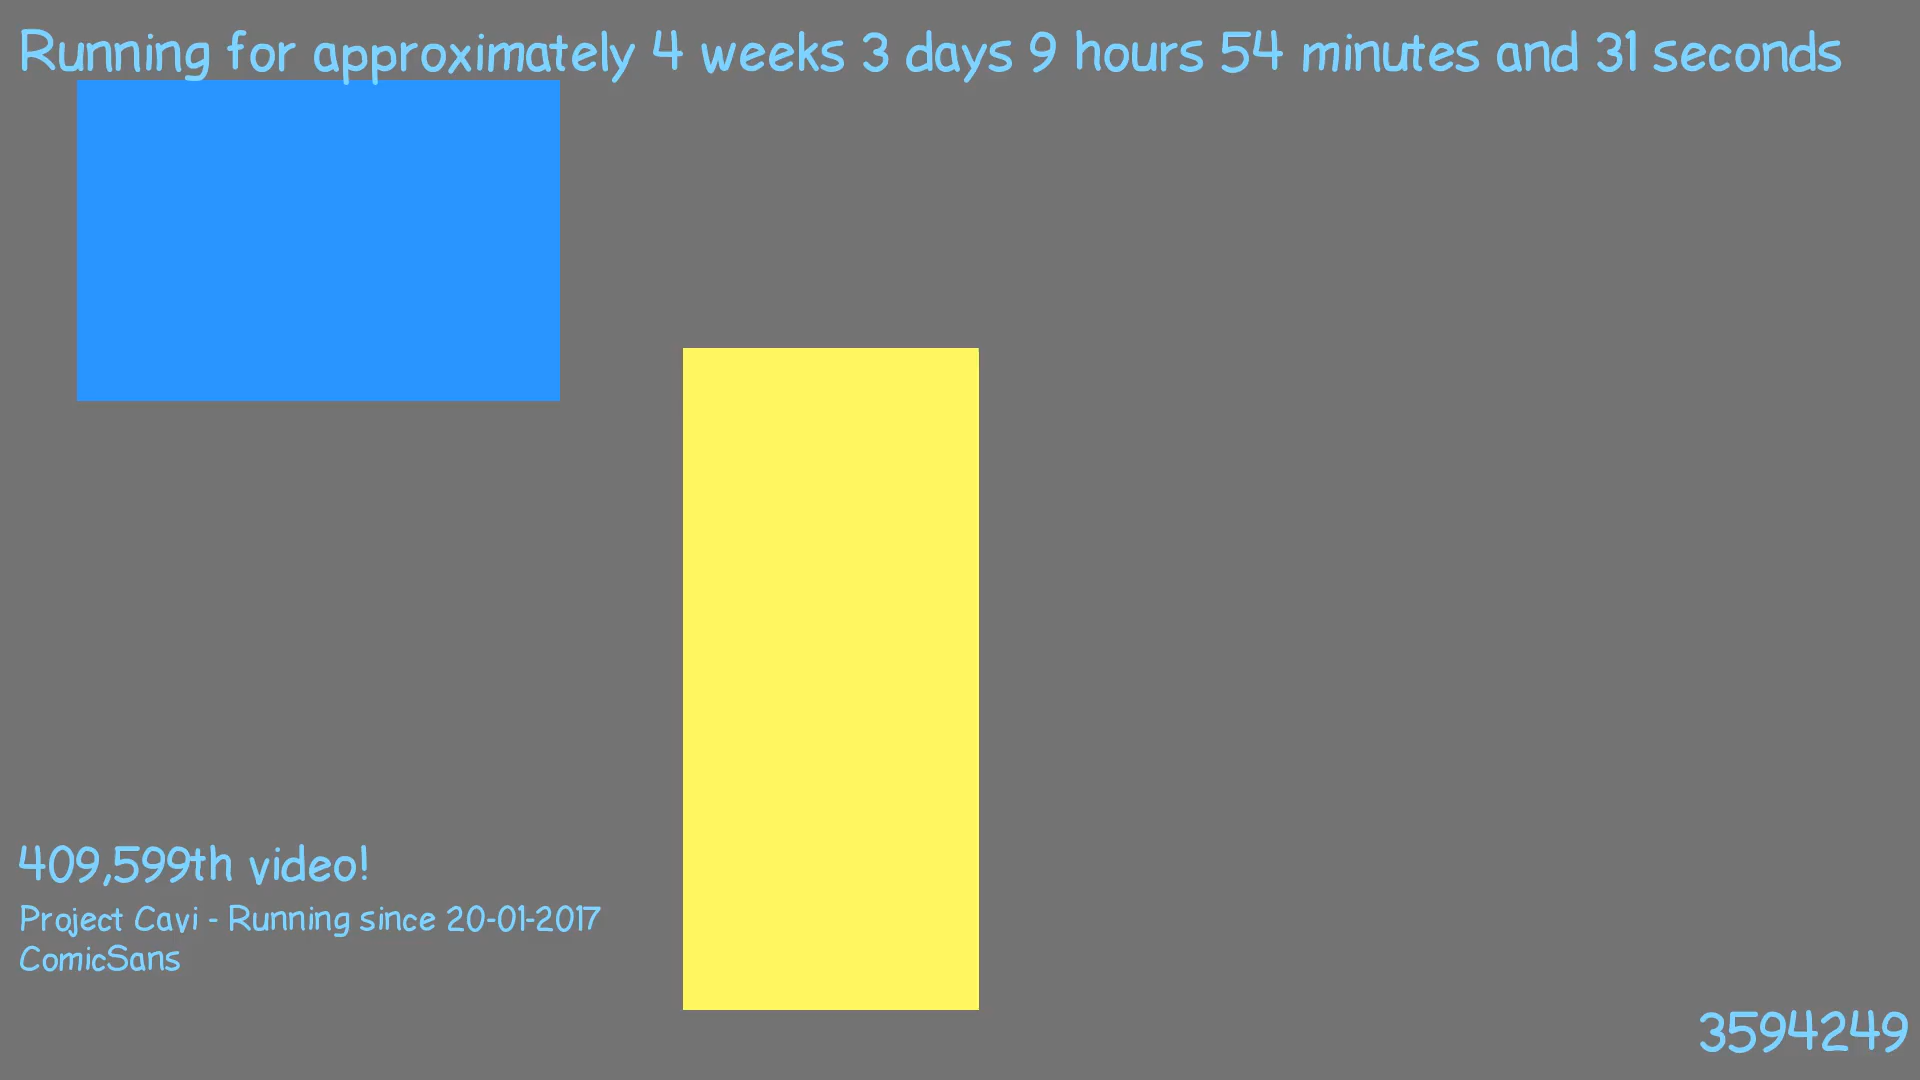 Running for approximately 4 weeks 3 days 9 hours 54 minutes and 31 seconds
409,599th video!
Project Cavi - Running since 20-01-2017
ComicSans
3594249